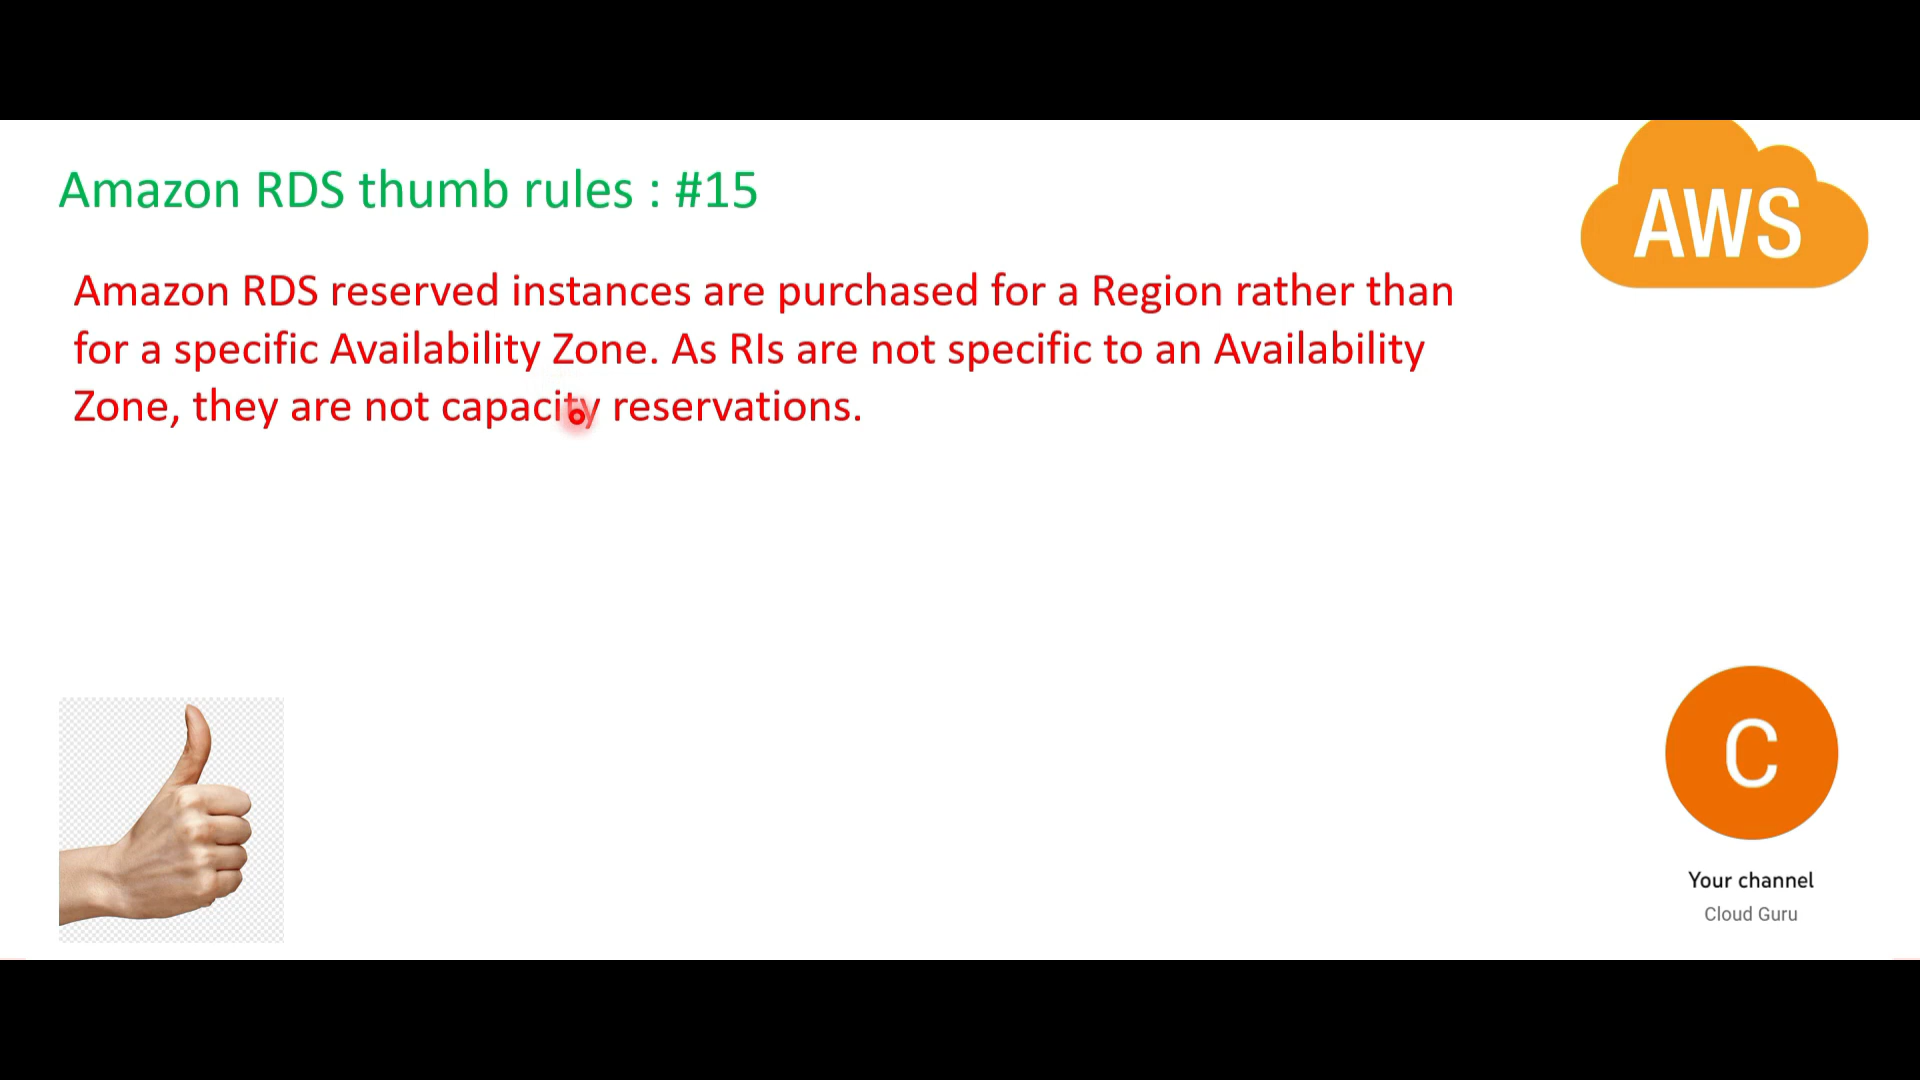 Amazon RDS thumb rules : #15
AWS
Amazon RDS reserved instances are purchased for a Region rather than
for a specific Availability Zone. As RIs are not specific to an Availability
Zone, they are not capacity reservations.
C
Your channel
Cloud Guru